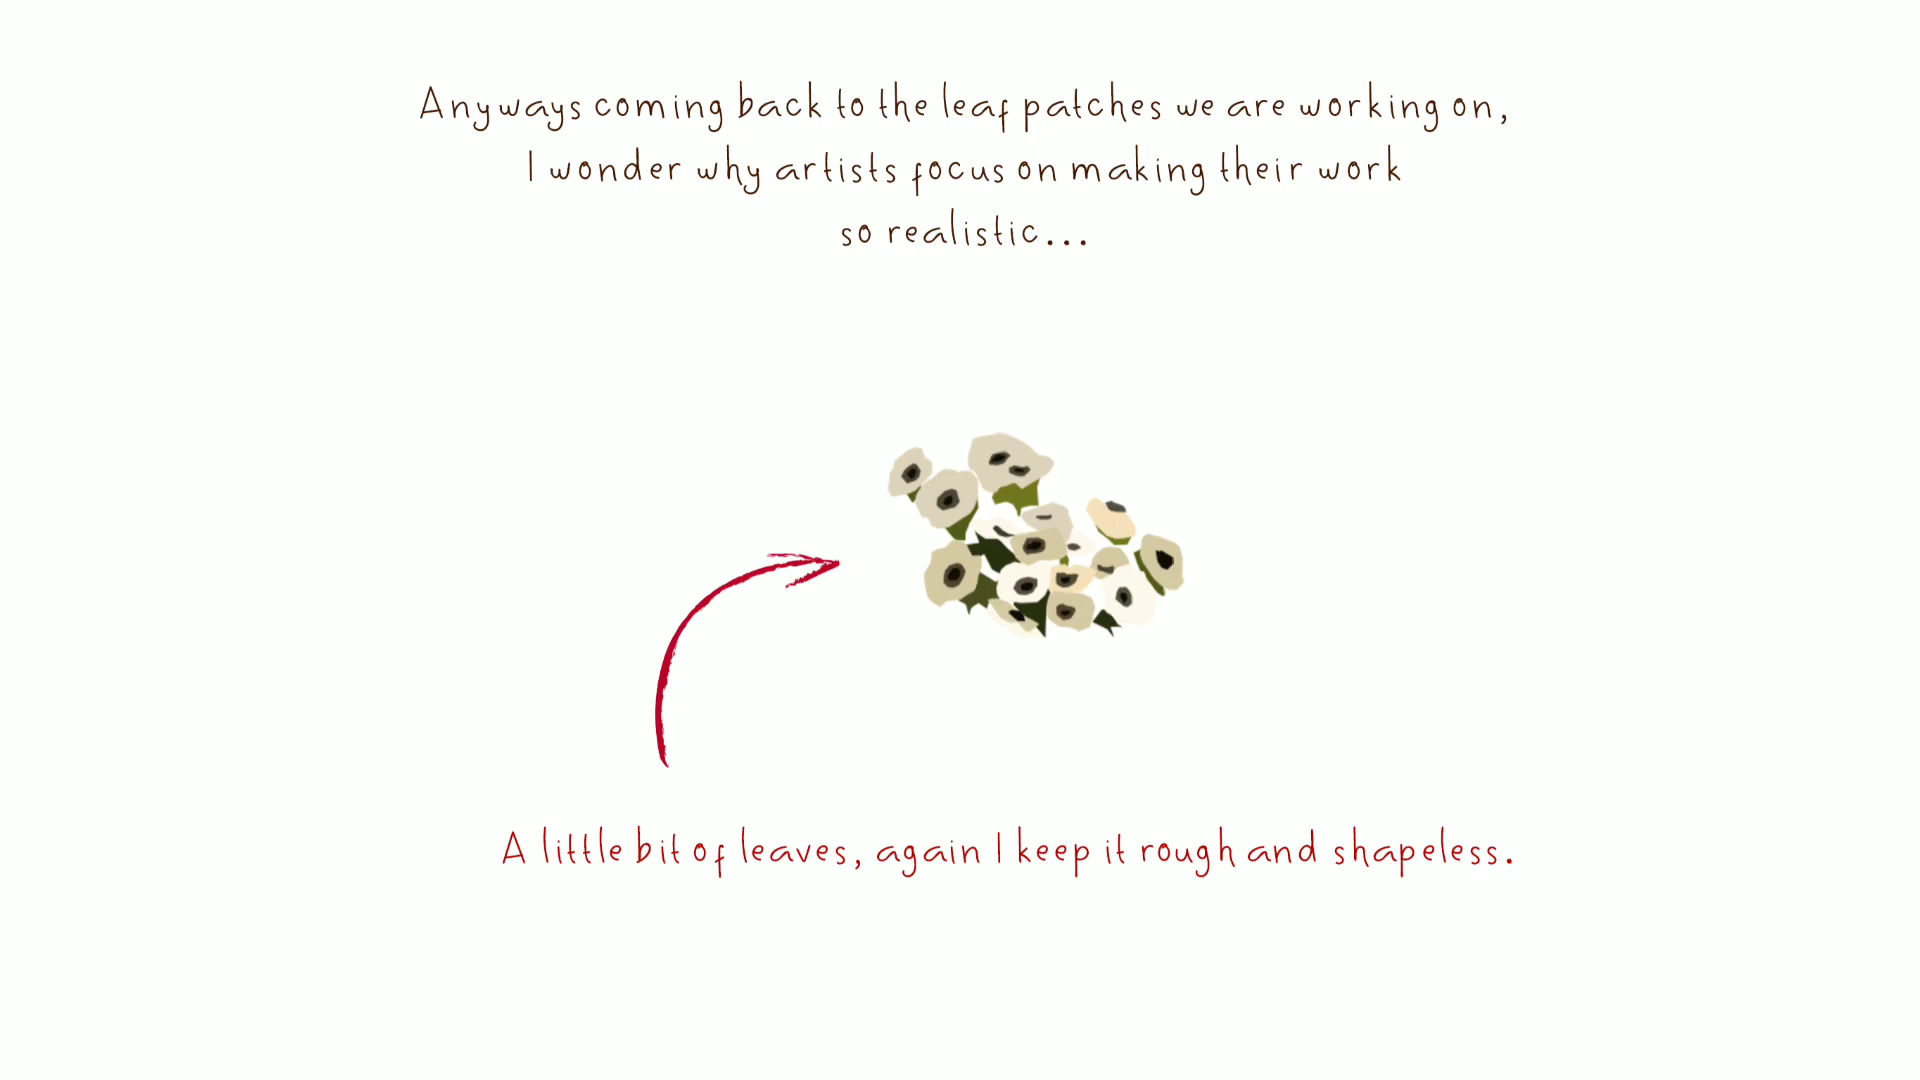 Anyways coming back to the leaf patches we are working on,
I wonder why artists focus on making their work
so realistic...
A little bit of leaves, again I keep it rough and shapeless.